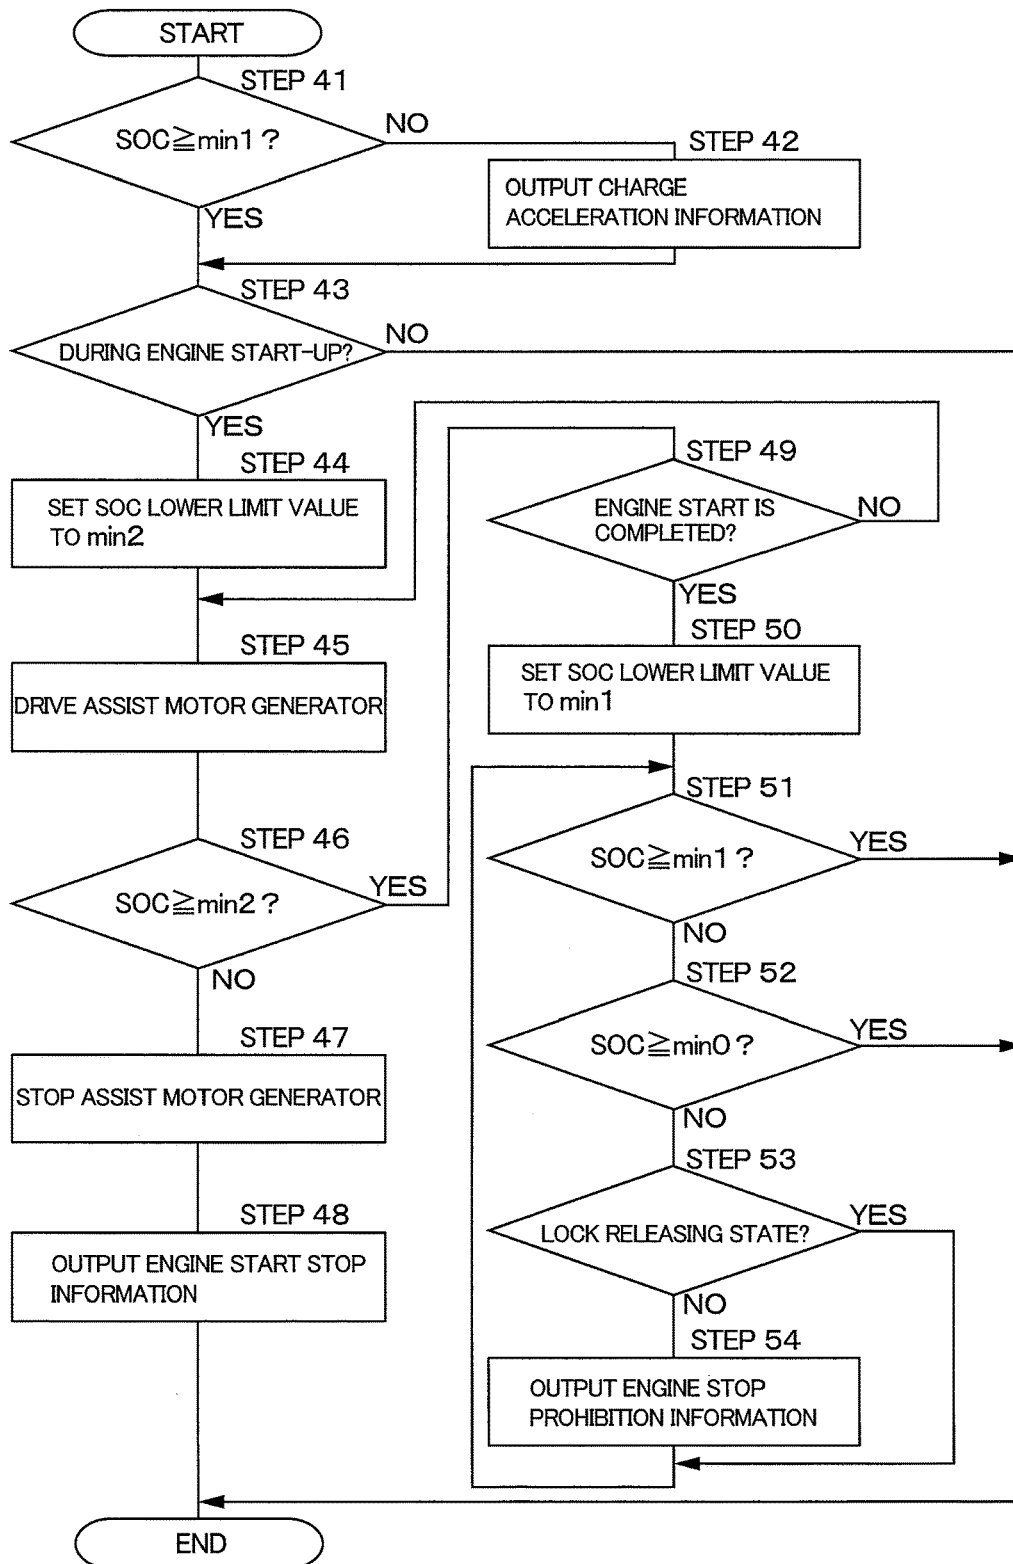 START
STEP 41
SOC≧min1?
NO
YES
STEP 42
OUTPUT CHARGE
ACCELERATION INFORMATION
STEP 43
DURING ENGINE START-UP?
NO
YES
STEP 44
SET SOC LOWER LIMIT VALUE
TO min2
STEP 45
DRIVE ASSIST MOTOR GENERATOR
STEP 46
SOC≧min2?
YES
NO
STEP 47
STOP ASSIST MOTOR GENERATOR
STEP 48
OUTPUT ENGINE START STOP
INFORMATION
STEP 49
ENGINE START IS
COMPLETED?
NO
YES
STEP 50
SET SOC LOWER LIMIT VALUE
TO min1
STEP 51
SOC≧min1?
YES
NO
STEP 52
SOC≧min0?
YES
NO
STEP 53
LOCK RELEASING STATE?
YES
NO
STEP 54
OUTPUT ENGINE STOP
PROHIBITION INFORMATION
END